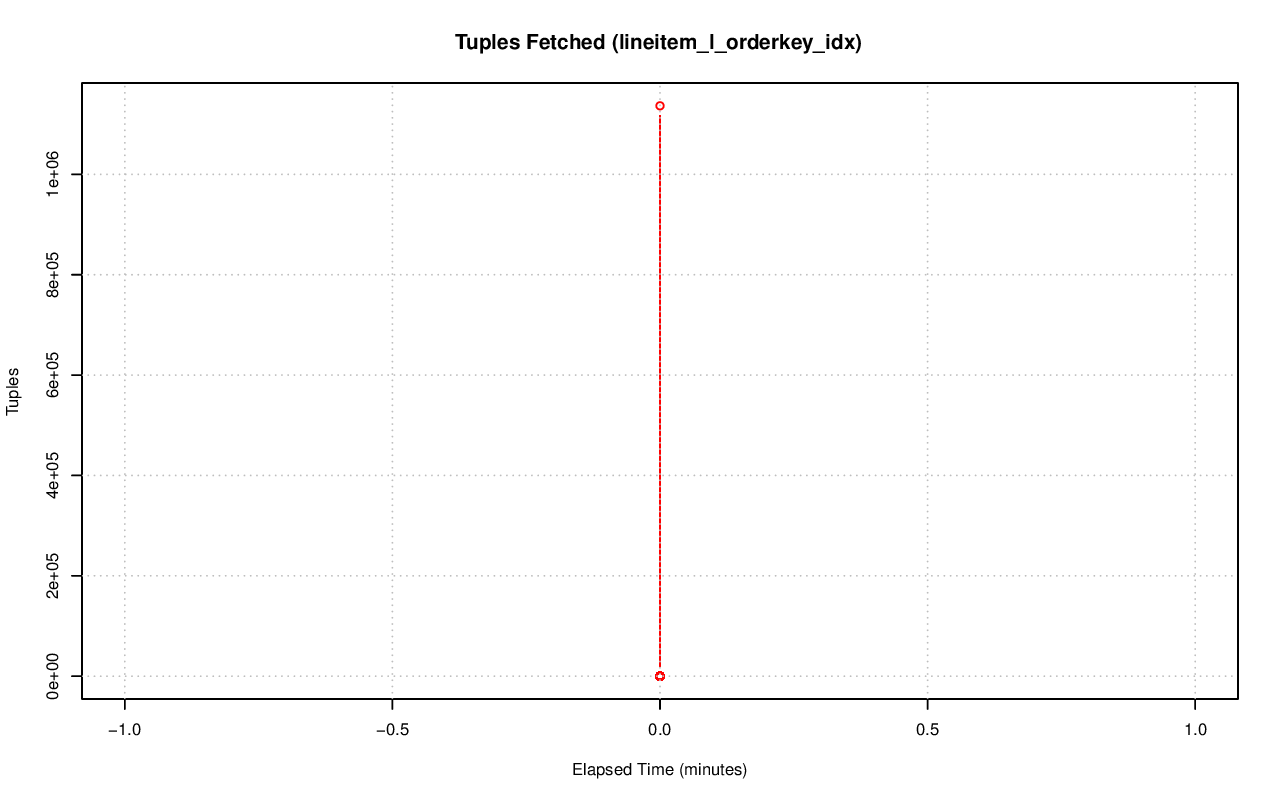 Tuples Fetched (lineitem_l_orderkey_idx)
Tuples
1e+06
8e+05
6e+05
4e+05
2e+05
0e+00
−1.0 −0.5 0.0 0.5 1.0
Elapsed Time (minutes)